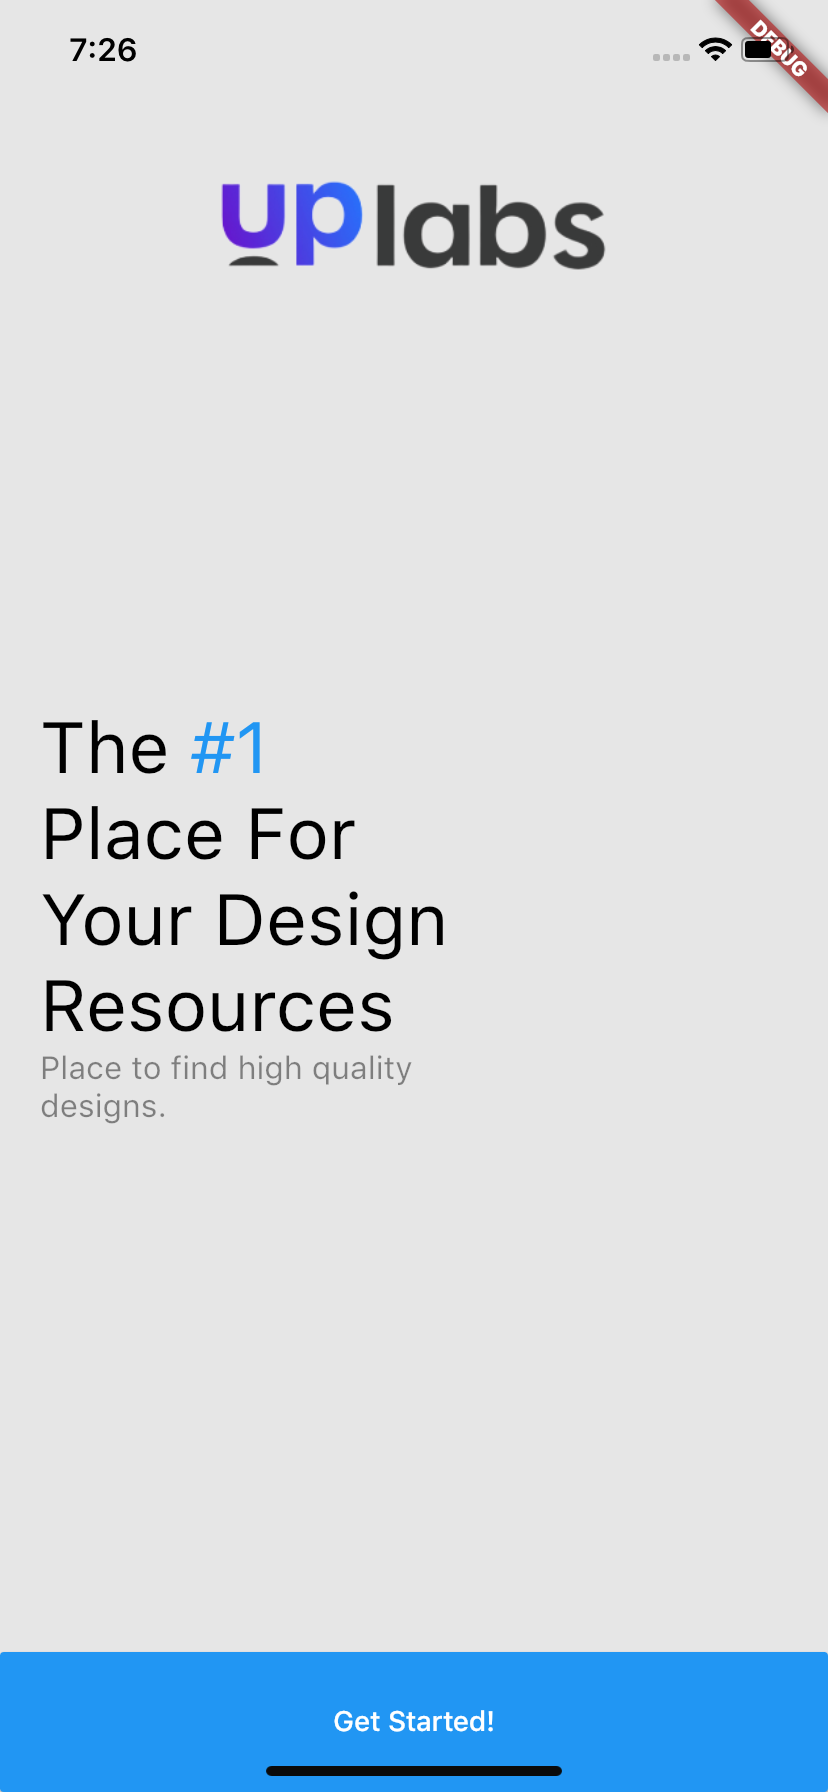 7:26
DEBUG
uplabs
The #1
Place For
Your Design
Resources
Place to find high quality
designs.
Get Started!